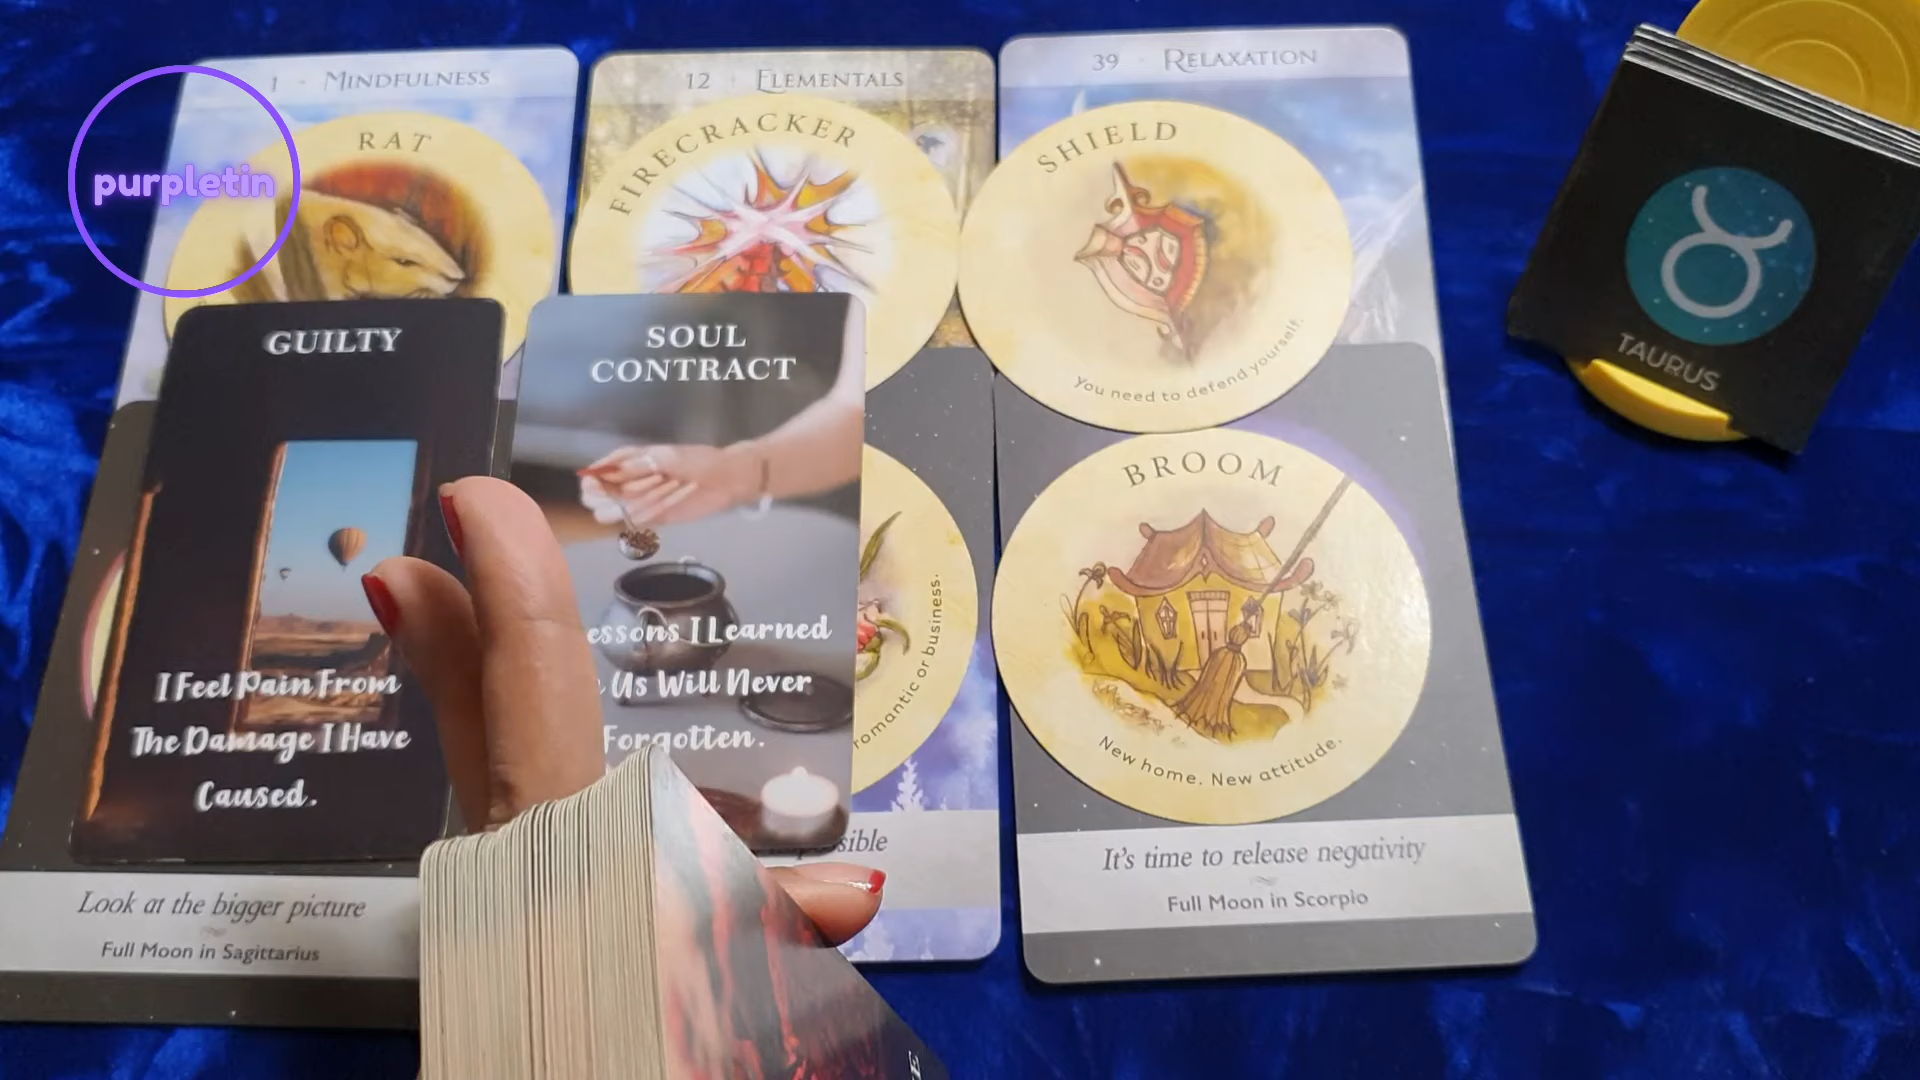 purpletin
1 - MINDFULNESS
RAT
12 ELEMENTALS
FIRECRACKER
39 RELAXATION
SHIELD
You need to defend yourself.
TAURUS
GUILTY
I Feel Pain From
The Damage I Have
Caused.
SOUL
CONTRACT
I Learned
Us Will Never
Forgotten.
romantic or business.
BROOM
New home. New attitude.
Look at the bigger picture
Full Moon in Sagittarius
It's time to release negativity
Full Moon in Scorpio